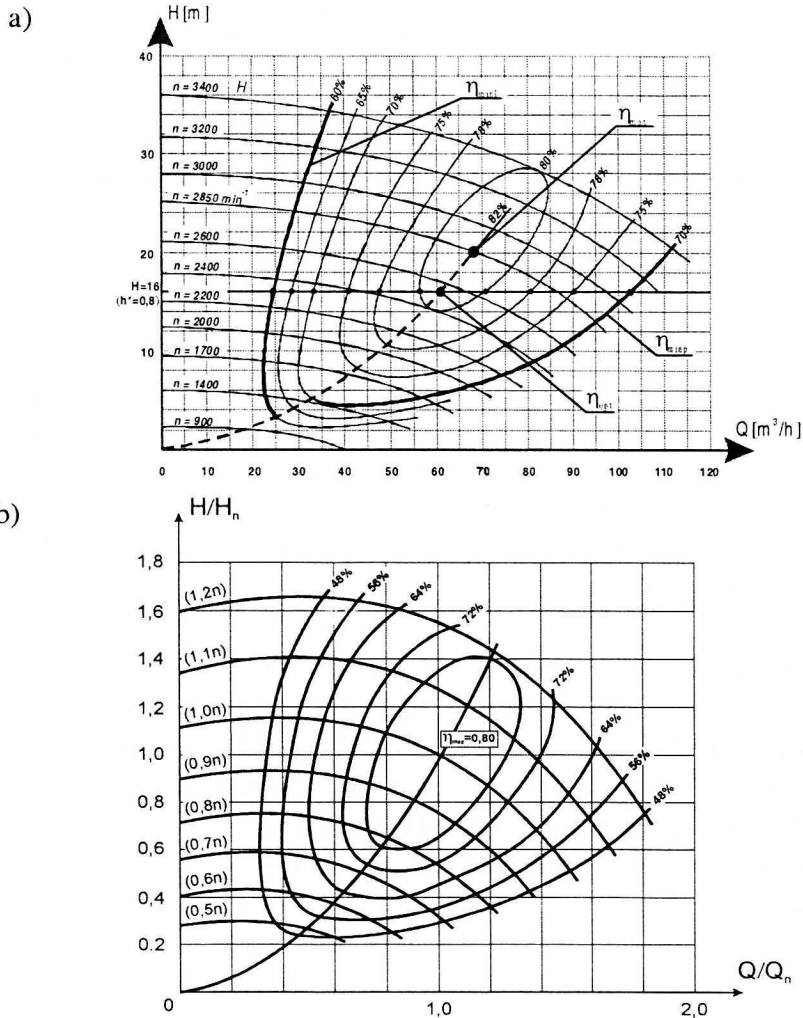 a)
H [m]
40
n = 3400
H
60%
65%
70%
75%
78%
n = 3200
30
n = 3000
80%
78%
n = 2850 min⁻¹
82%
75%
n = 2600
70%
20
n = 2400
H=16
(h*=0,8)
n = 2200
n = 2000
10
n = 1700
n = 1400
n = 900
Q [m³/h]
0 10 20 30 40 50 60 70 80 90 100 110 120
b)
H/Hₙ
1,8
(1,2n)
48%
56%
64%
72%
1,6
(1,1n)
1,4
72%
1,2
(1,0n)
64%
1,0
ηmax=0,80
(0,9n)
56%
0,8
48%
(0,8n)
0,6
(0,7n)
0,4
(0,6n)
(0,5n)
0.2
Q/Qₙ
0 1,0 2,0